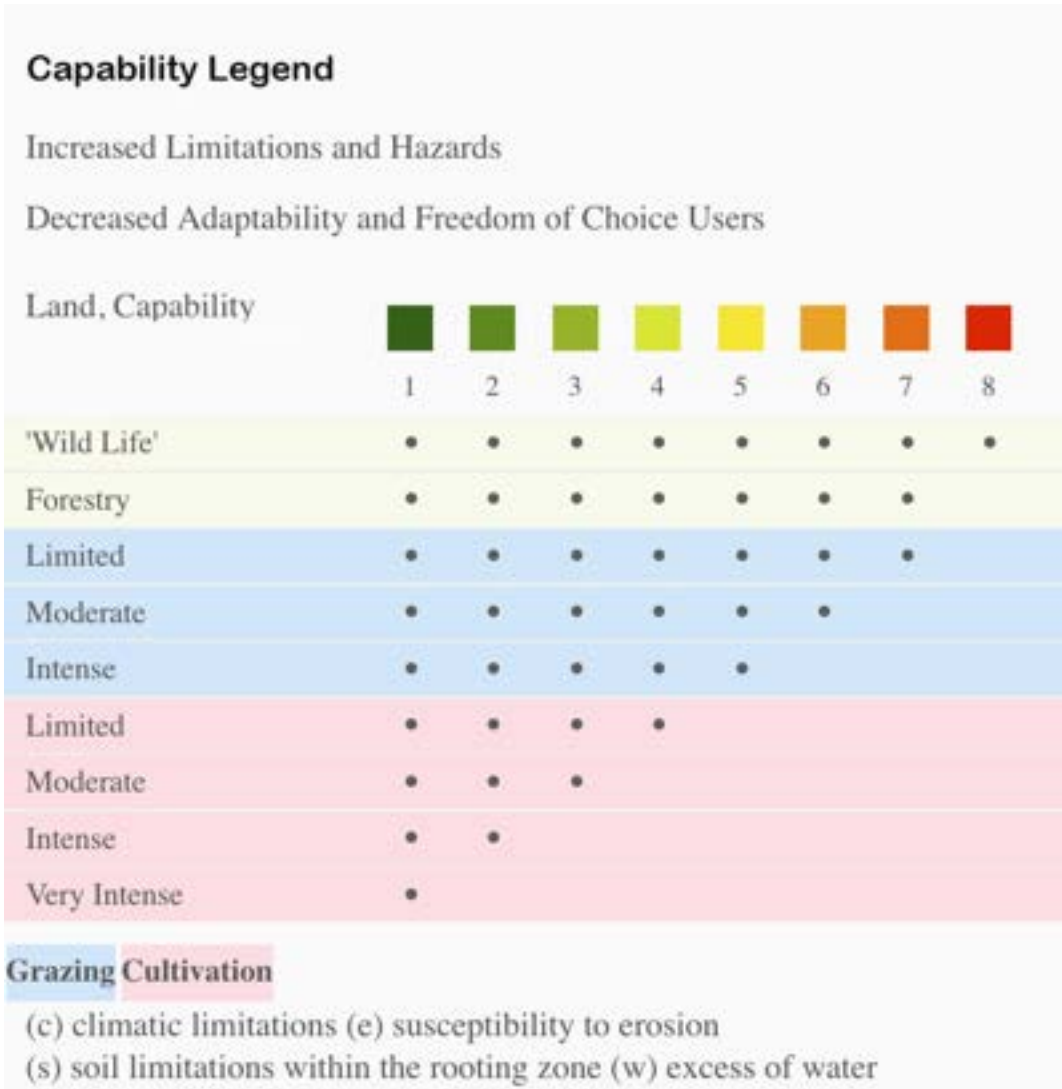 Capability Legend
Increased Limitations and Hazards
Decreased Adaptability and Freedom of Choice Users
Land, Capability
1 2 3 4 5 6 7 8
'Wild Life' • • • • • • • •
Forestry • • • • • • •
Limited • • • • • • •
Moderate • • • • • •
Intense • • • • •
Limited • • • •
Moderate • • •
Intense • •
Very Intense •
Grazing Cultivation
(c) climatic limitations (e) susceptibility to erosion
(s) soil limitations within the rooting zone (w) excess of water